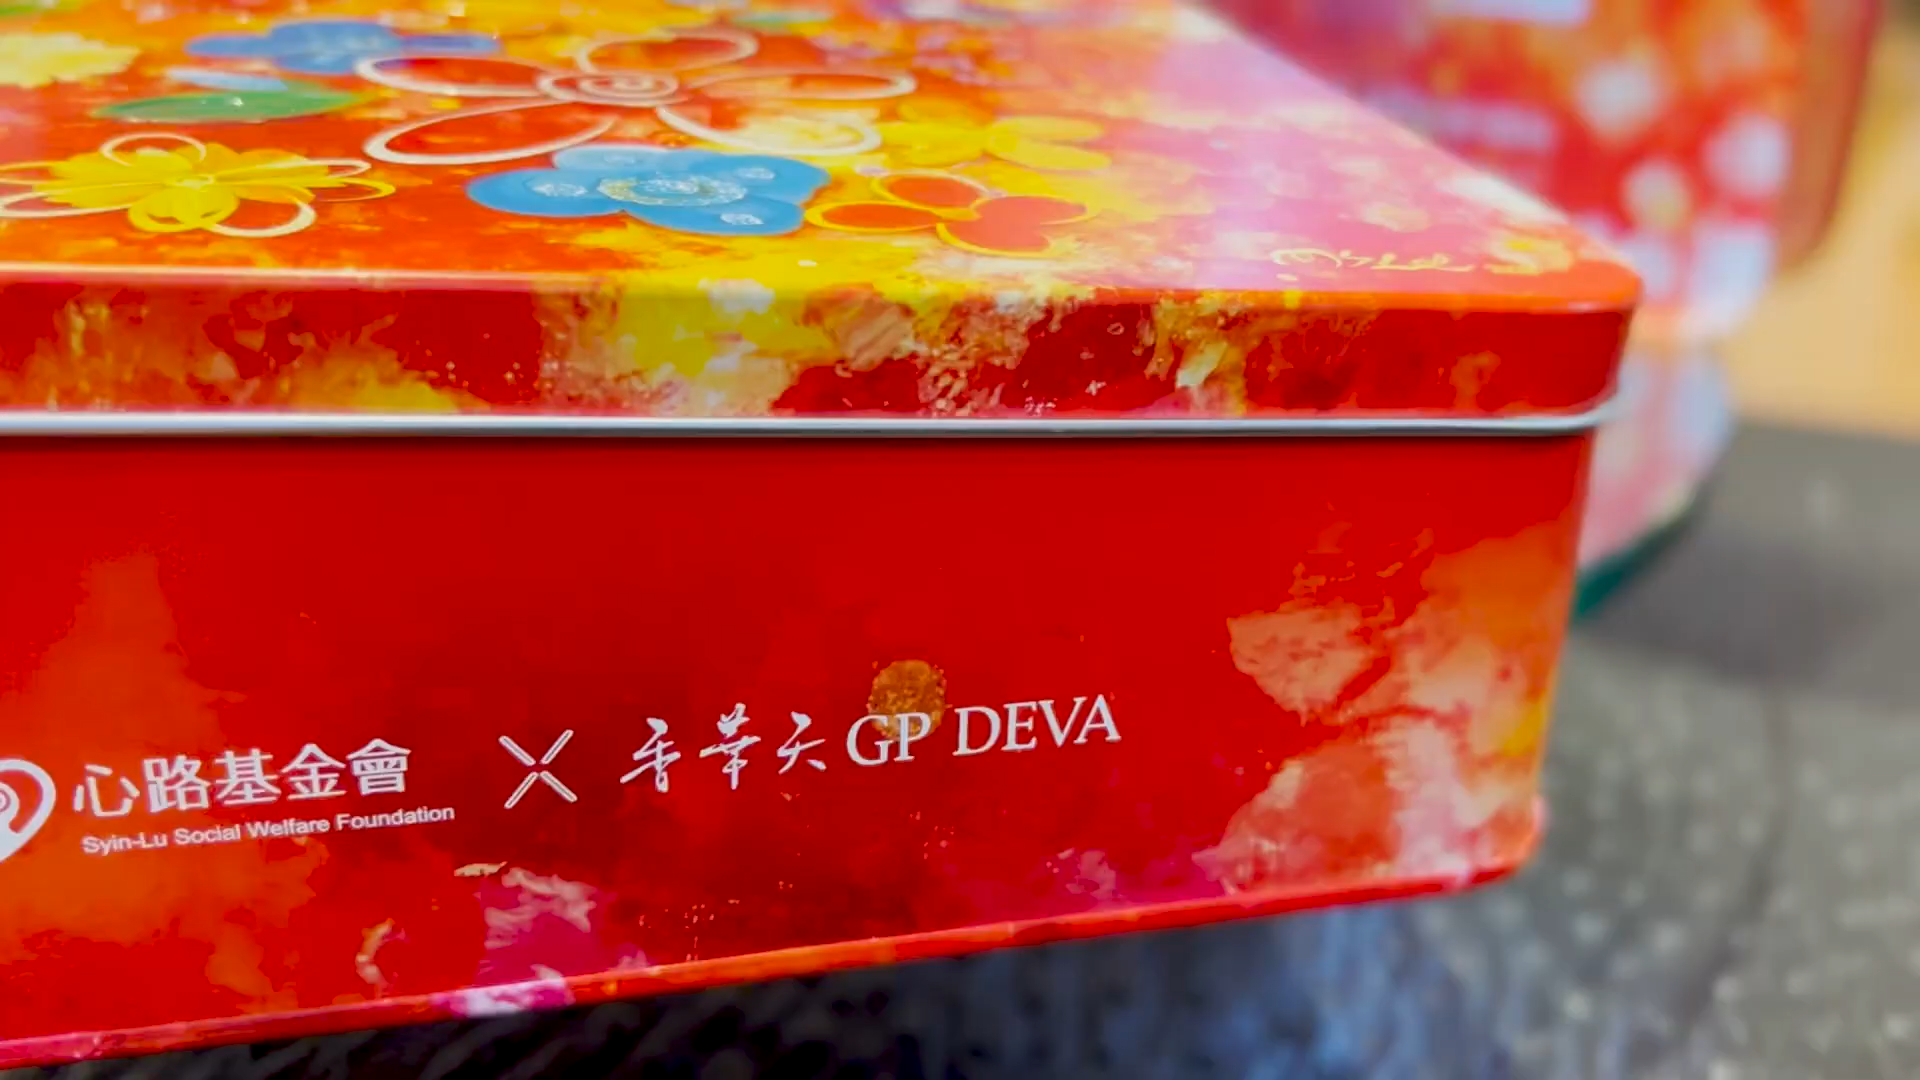 心路基金會 X 香華天 GP DEVA
Syin-Lu Social Welfare Foundation